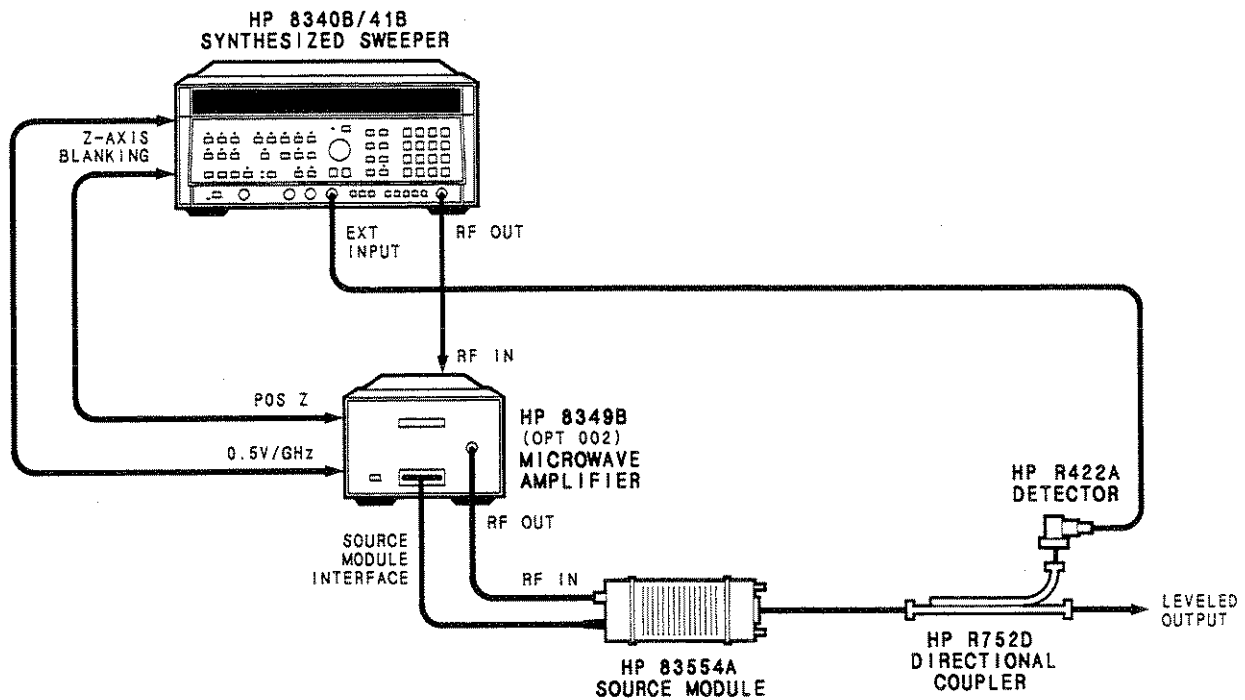 HP 8340B/41B
SYNTHESIZED SWEEPER
Z-AXIS
BLANKING
EXT
INPUT
RF OUT
RF IN
POS Z
0.5V/GHz
HP 8349B
(OPT 002)
MICROWAVE
AMPLIFIER
HP R422A
DETECTOR
RF OUT
SOURCE
MODULE
INTERFACE
RF IN
LEVELED
OUTPUT
HP R752D
DIRECTIONAL
COUPLER
HP 83554A
SOURCE MODULE